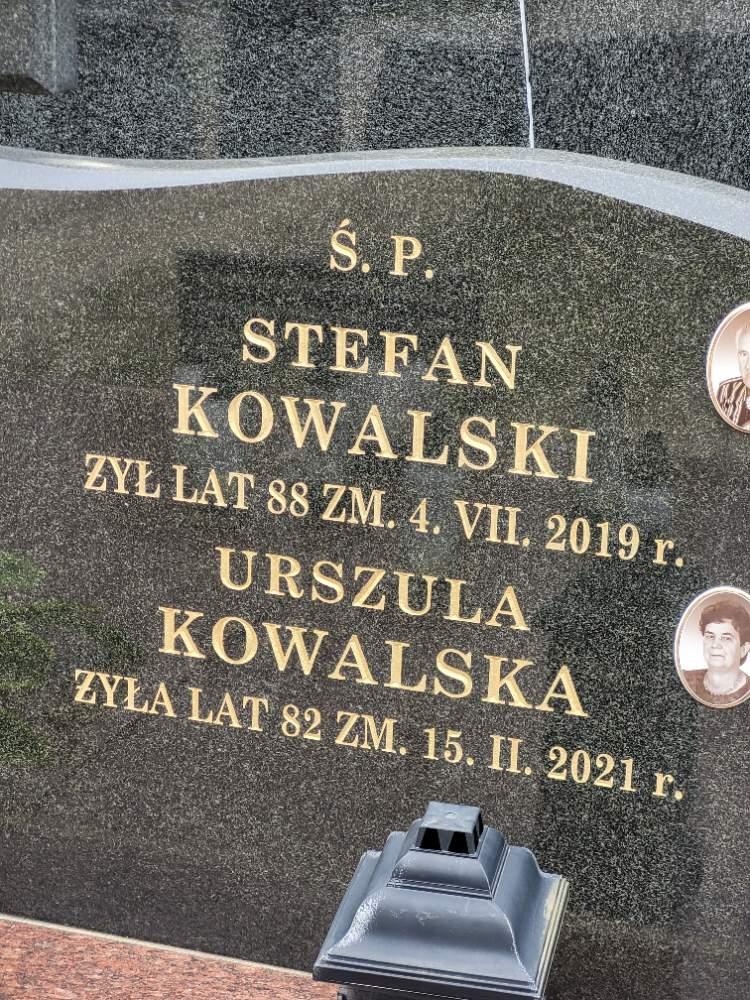 Ś. P.
STEFAN
KOWALSKI
ŻYŁ LAT 88 ZM. 4. VII. 2019 r.
URSZULA
KOWALSKA
ŻYŁA LAT 82 ZM. 15. II. 2021 r.